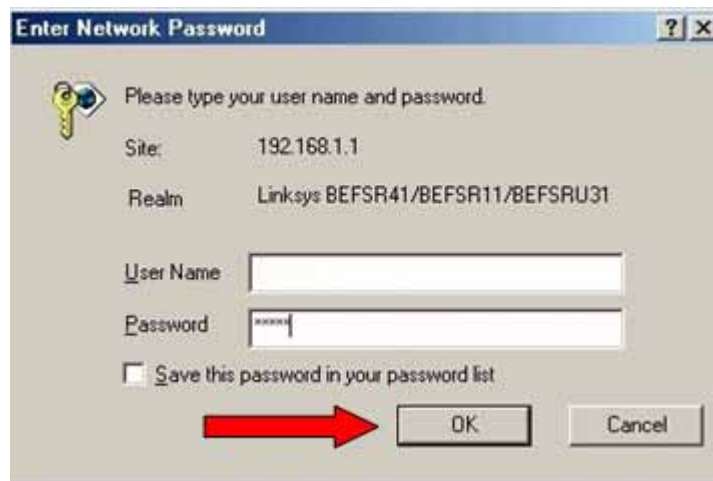 Enter Network Password
Please type your user name and password.
Site: 192.168.1.1
Realm Linksys BEFSR41/BEFSR11/BEFSRU31
User Name
Password *****
Save this password in your password list
OK Cancel